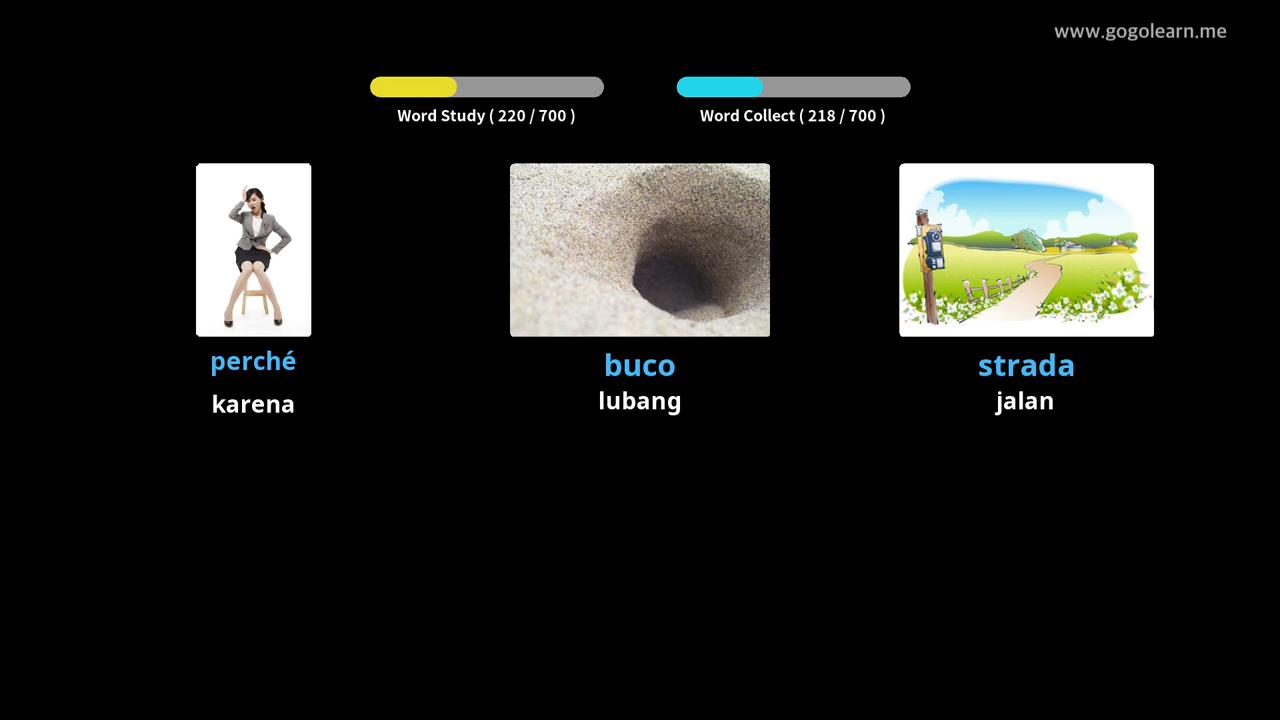 www.gogolearn.me
Word Study ( 220 / 700 )
Word Collect ( 218 / 700 )
perché
karena
buco
lubang
strada
jalan